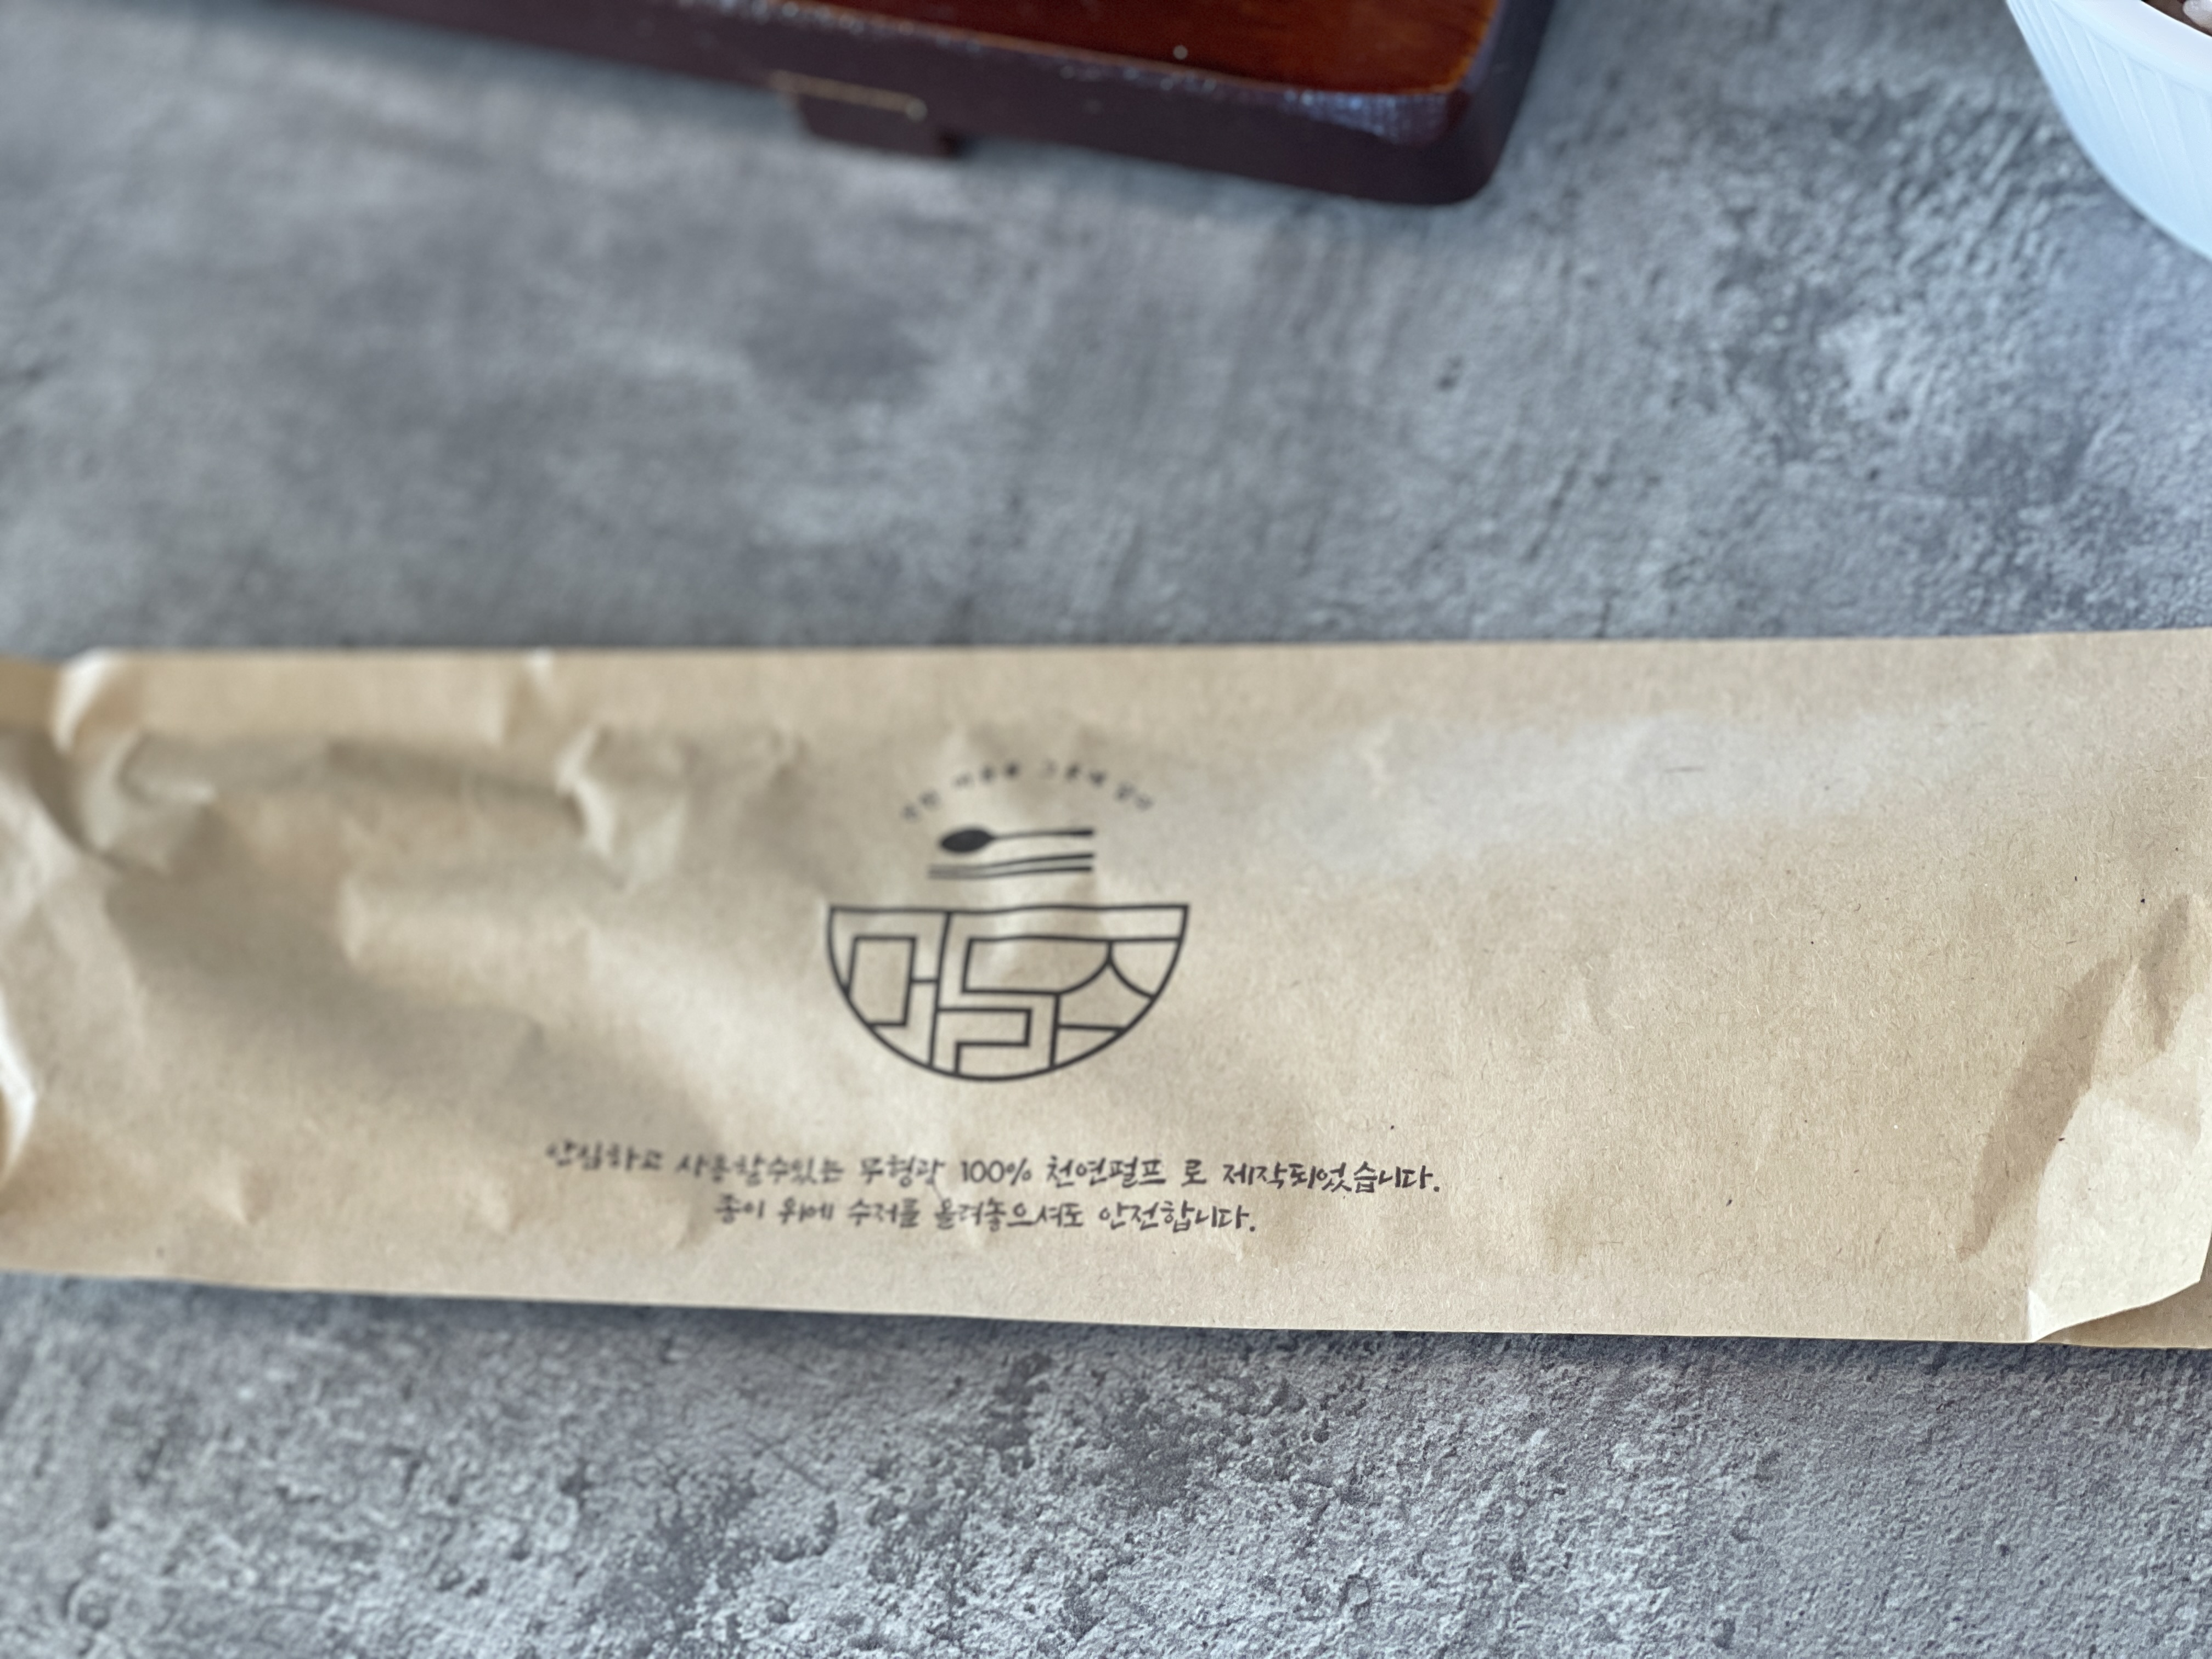 안심하고 사용할수있는 무형광 100% 천연펄프 로 제작되었습니다.
종이 위에 수저를 올려놓으셔도 안전합니다.